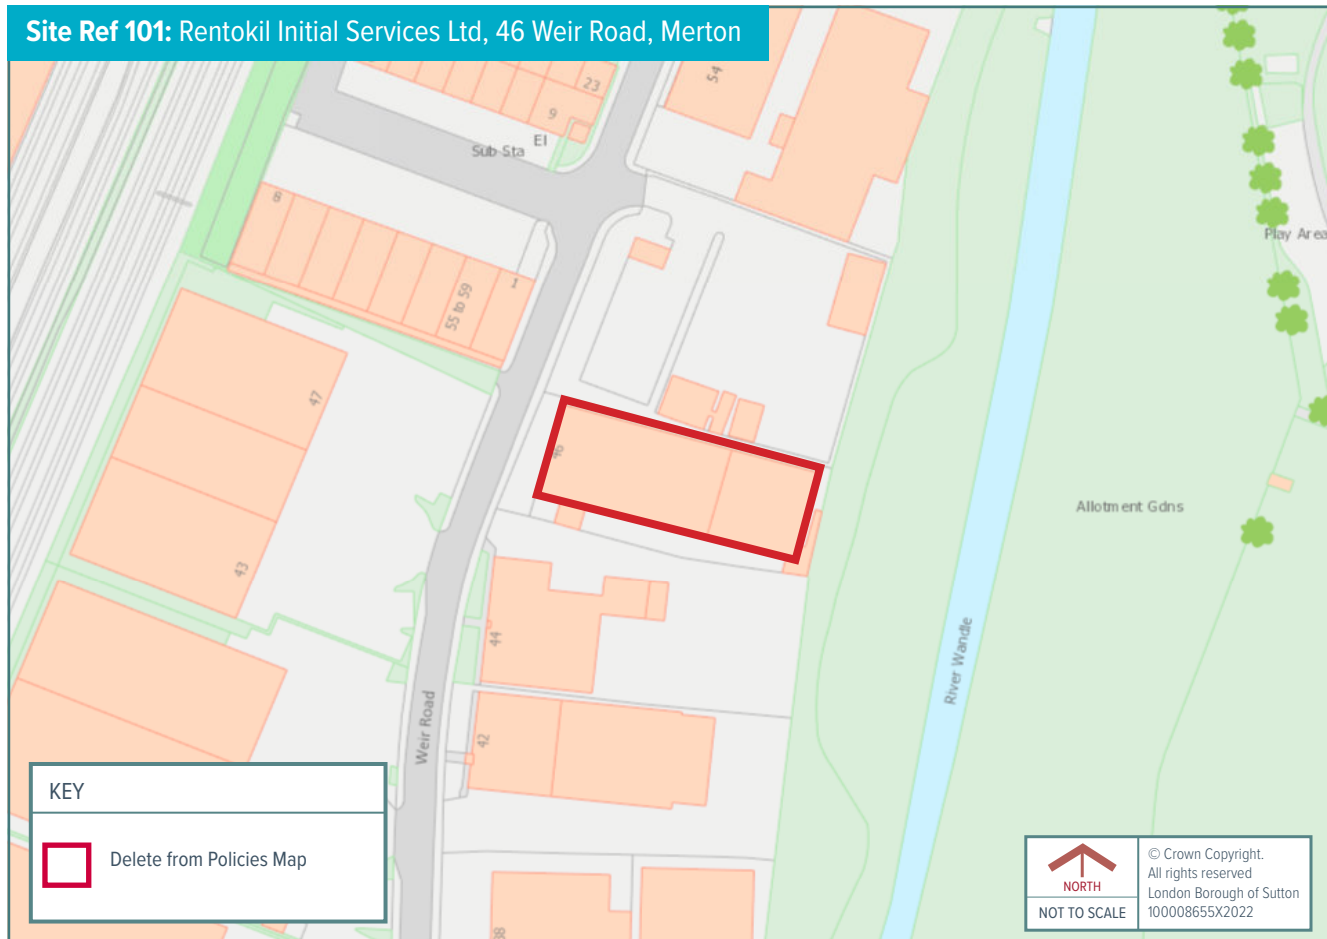 Site Ref 101: Rentokil Initial Services Ltd, 46 Weir Road, Merton
54
23
9
El
Sub Sta
8
Play Area
1
55 to 59
47
46
Allotment Gdns
43
44
River Wandle
Weir Road
42
KEY
Delete from Policies Map
NORTH
NOT TO SCALE
© Crown Copyright.
All rights reserved
London Borough of Sutton
100008655X2022
38